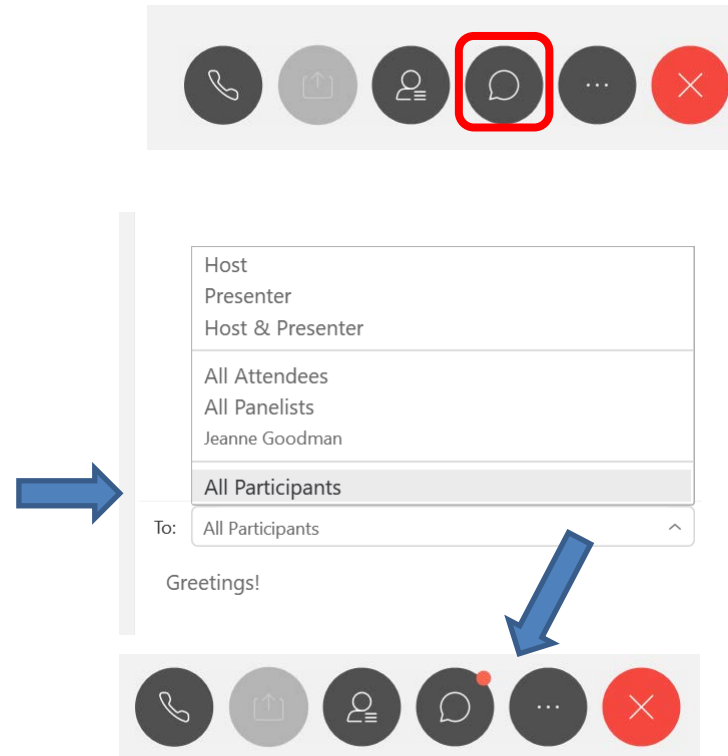 Host
Presenter
Host & Presenter
All Attendees
All Panelists
Jeanne Goodman
All Participants
To: All Participants
Greetings!